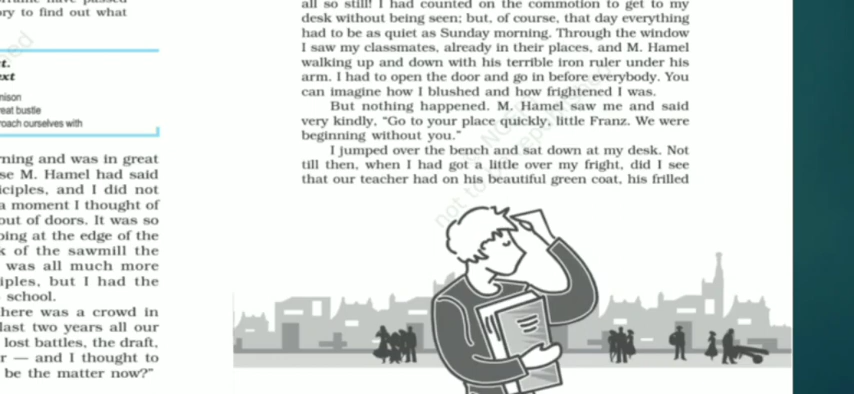 ory to find out what
t.
ext
nison
eat bustle
roach ourselves with
rning and was in great
se M. Hamel had said
iciples, and I did not
a moment I thought of
out of doors. It was so
ping at the edge of the
k of the sawmill the
was all much more
iples, but I had the
school.
here was a crowd in
last two years all our
lost battles, the draft,
r — and I thought to
be the matter now?"
all so still! I had counted on the commotion to get to my
desk without being seen; but, of course, that day everything
had to be as quiet as Sunday morning. Through the window
I saw my classmates, already in their places, and M. Hamel
walking up and down with his terrible iron ruler under his
arm. I had to open the door and go in before everybody. You
can imagine how I blushed and how frightened I was.
But nothing happened. M. Hamel saw me and said
very kindly, "Go to your place quickly, little Franz. We were
beginning without you."
I jumped over the bench and sat down at my desk. Not
till then, when I had got a little over my fright, did I see
that our teacher had on his beautiful green coat, his frilled